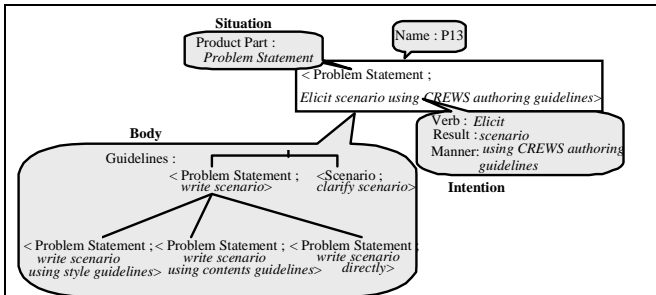 Situation
Name : P13
Product Part :
Problem Statement
< Problem Statement ;
Elicit scenario using CREWS authoring guidelines>
Verb : Elicit
Result : scenario
Manner: using CREWS authoring
guidelines
Intention
Body
Guidelines :
< Problem Statement ;
write scenario>
<Scenario ;
clarify scenario>
< Problem Statement ;
write scenario
using style guidelines>
< Problem Statement ;
write scenario
using contents guidelines>
< Problem Statement ;
write scenario
directly>